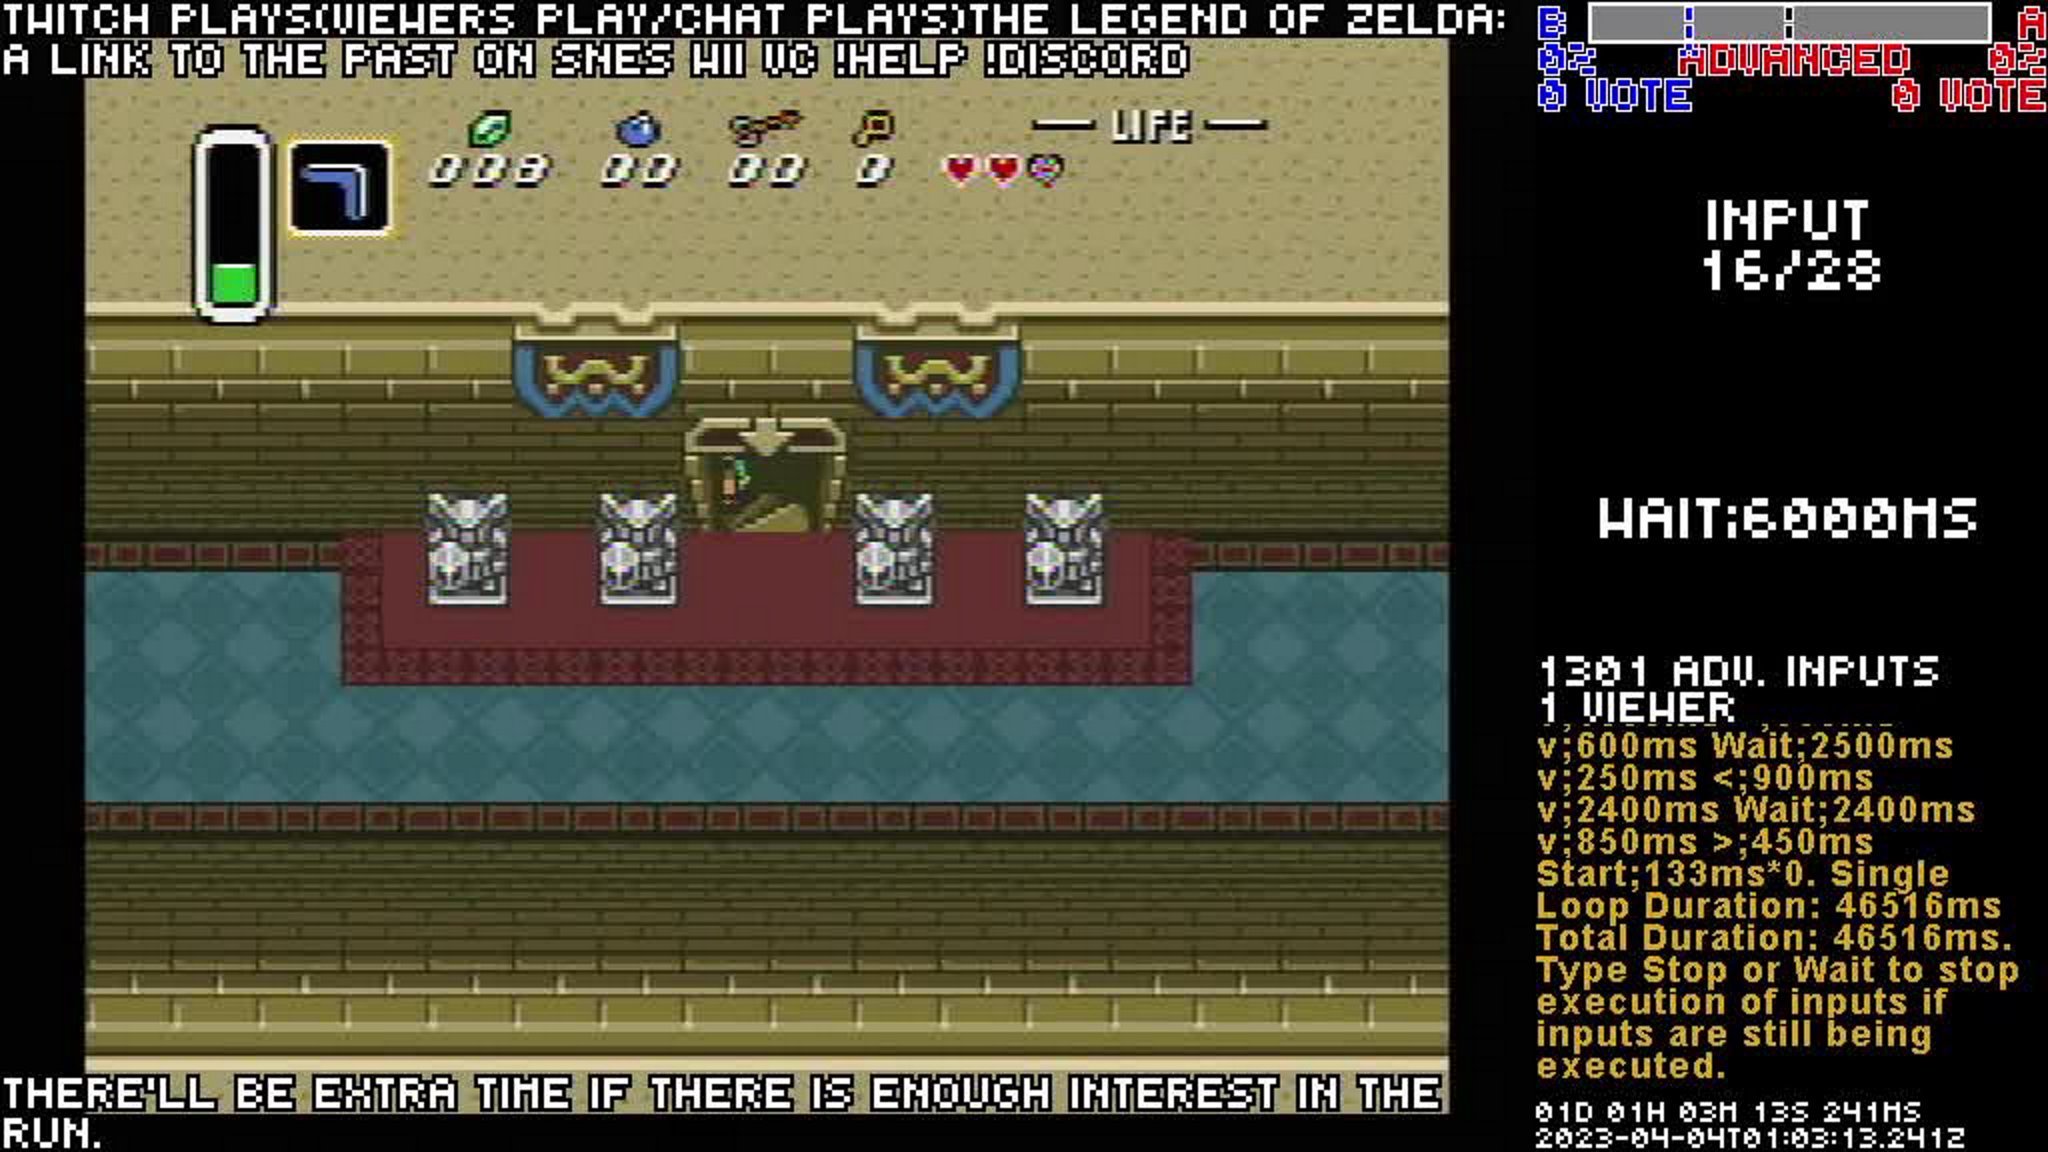 TWITCH PLAYS(VIEWERS PLAY/CHAT PLAYS)THE LEGEND OF ZELDA:
A LINK TO THE PAST ON SNES WII VC !HELP !DISCORD
B A
0% ADVANCED 0%
0 VOTE 0 VOTE
LIFE
008 00 00 0
INPUT
16/28
WAIT;6000MS
1301 ADV. INPUTS
1 VIEWER
v;600ms Wait;2500ms
v;250ms <;900ms
v;2400ms Wait;2400ms
v;850ms >;450ms
Start;133ms*0. Single
Loop Duration: 46516ms
Total Duration: 46516ms.
Type Stop or Wait to stop
execution of inputs if
inputs are still being
executed.
THERE'LL BE EXTRA TIME IF THERE IS ENOUGH INTEREST IN THE
RUN.
01D 01H 03M 13S 241MS
2023-04-04T01:03:13.241Z